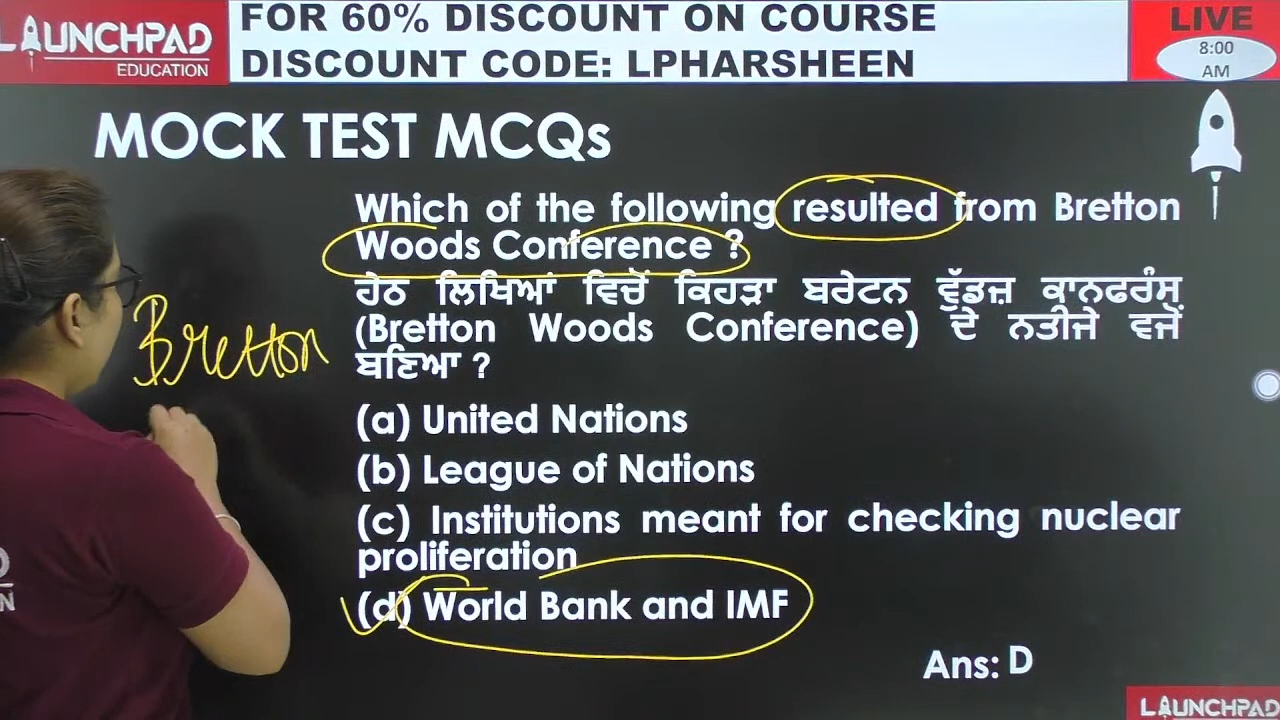 LAUNCHPAD
EDUCATION
FOR 60% DISCOUNT ON COURSE
DISCOUNT CODE: LPHARSHEEN
LIVE
8:00
AM
MOCK TEST MCQs
Which of the following resulted from Bretton
Woods Conference ?
ਹੇਠ ਲਿਖਿਆਂ ਵਿਚੋਂ ਕਿਹੜਾ ਬਰੇਟਨ ਵੁੱਡਜ਼ ਕਾਨਫਰੰਸ
(Bretton Woods Conference) ਦੇ ਨਤੀਜੇ ਵਜੋਂ
ਬਣਿਆ ?
Bretton
(a) United Nations
(b) League of Nations
(c) Institutions meant for checking nuclear
proliferation
(d) World Bank and IMF
Ans: D
LAUNCHPAD